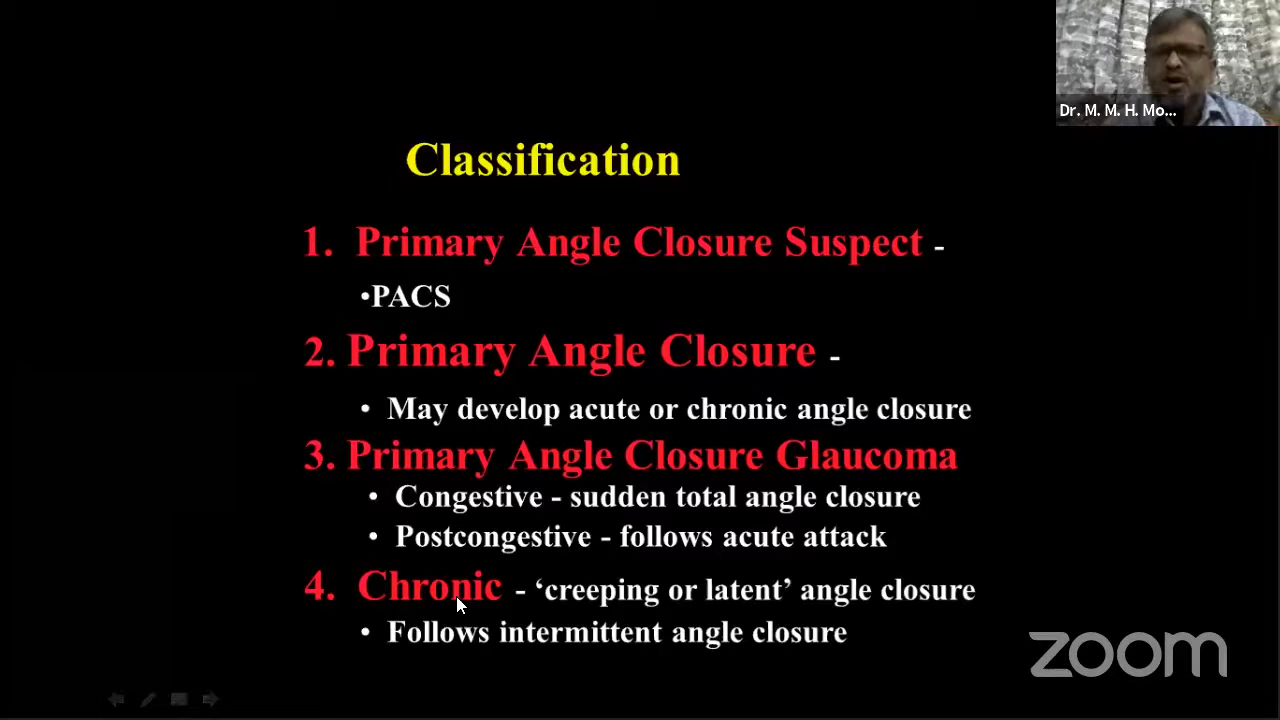 Dr. M. M. H. Mo...
Classification
1. Primary Angle Closure Suspect -
•PACS
2. Primary Angle Closure -
• May develop acute or chronic angle closure
3. Primary Angle Closure Glaucoma
• Congestive - sudden total angle closure
• Postcongestive - follows acute attack
4. Chronic - ‘creeping or latent’ angle closure
• Follows intermittent angle closure
zoom